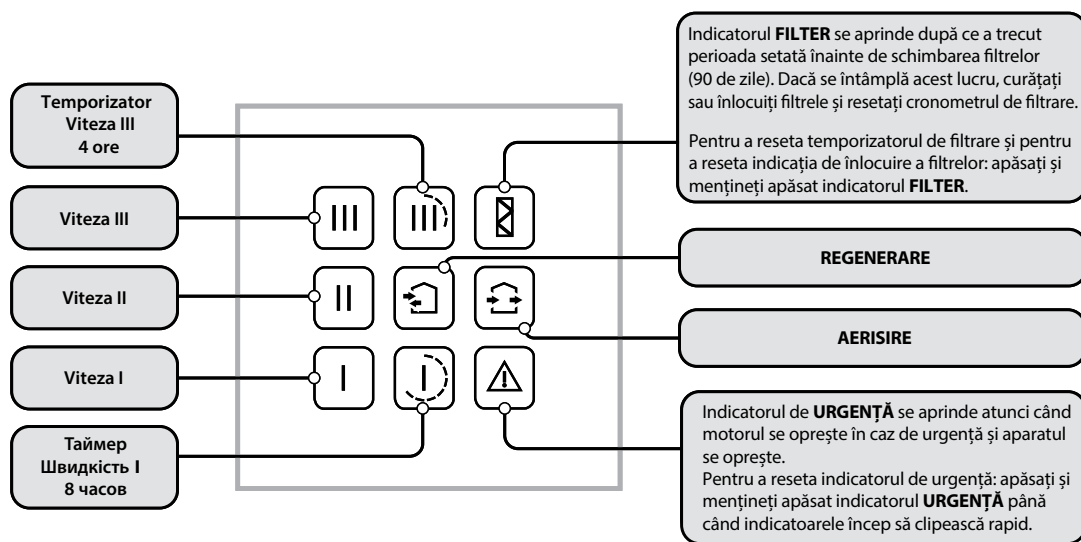 Temporizator
Viteza III
4 ore
Viteza III
Viteza II
Viteza I
Таймер
Швидкість I
8 часов
III
III
II
I
I
Indicatorul FILTER se aprinde după ce a trecut
perioada setată înainte de schimbarea filtrelor
(90 de zile). Dacă se întâmplă acest lucru, curățați
sau înlocuiți filtrele și resetați cronometrul de filtrare.
Pentru a reseta temporizatorul de filtrare și pentru
a reseta indicația de înlocuire a filtrelor: apăsați și
mențineți apăsat indicatorul FILTER.
REGENERARE
AERISIRE
Indicatorul de URGENȚĂ se aprinde atunci când
motorul se oprește în caz de urgență și aparatul
se oprește.
Pentru a reseta indicatorul de urgență: apăsați și
mențineți apăsat indicatorul URGENȚĂ până
când indicatoarele încep să clipească rapid.